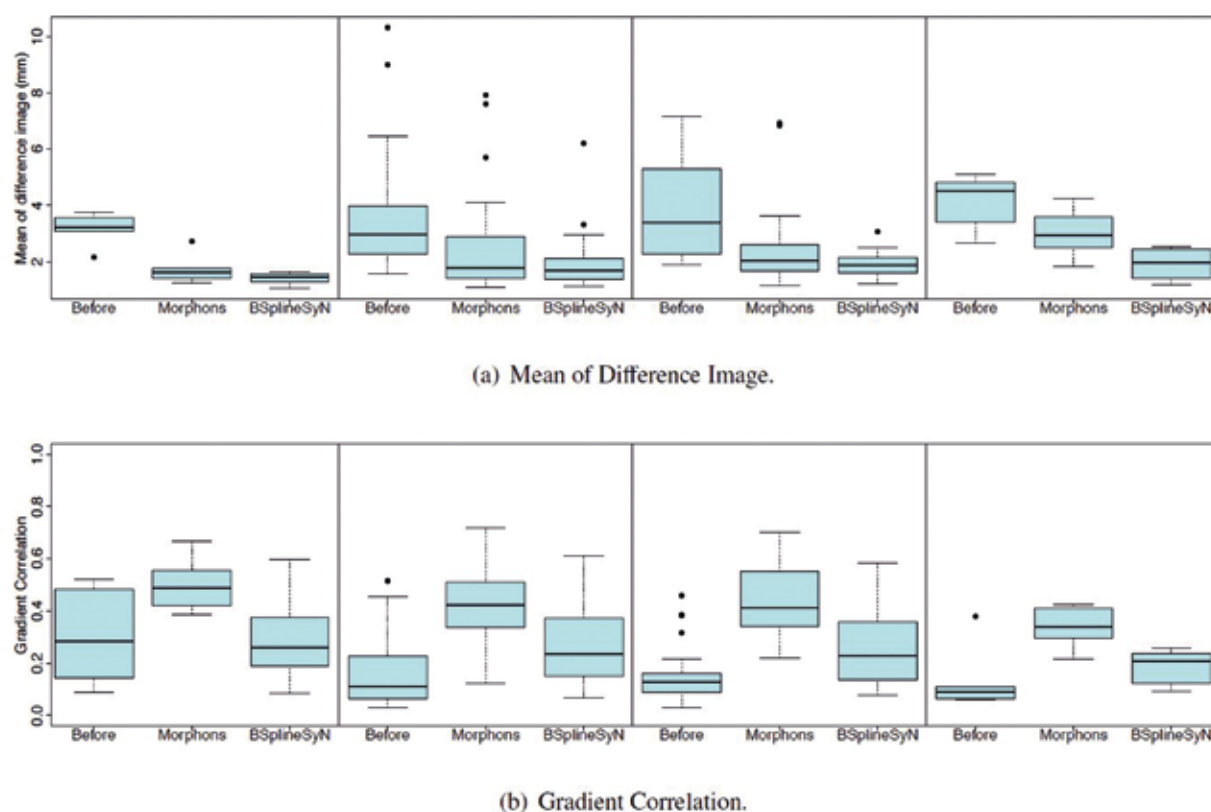 Mean of difference image (mm)
10
8
6
4
2
Before Morphons BSplineSyN Before Morphons BSplineSyN Before Morphons BSplineSyN Before Morphons BSplineSyN
(a) Mean of Difference Image.
Gradient Correlation
1.0
0.8
0.6
0.4
0.2
0.0
Before Morphons BSplineSyN Before Morphons BSplineSyN Before Morphons BSplineSyN Before Morphons BSplineSyN
(b) Gradient Correlation.